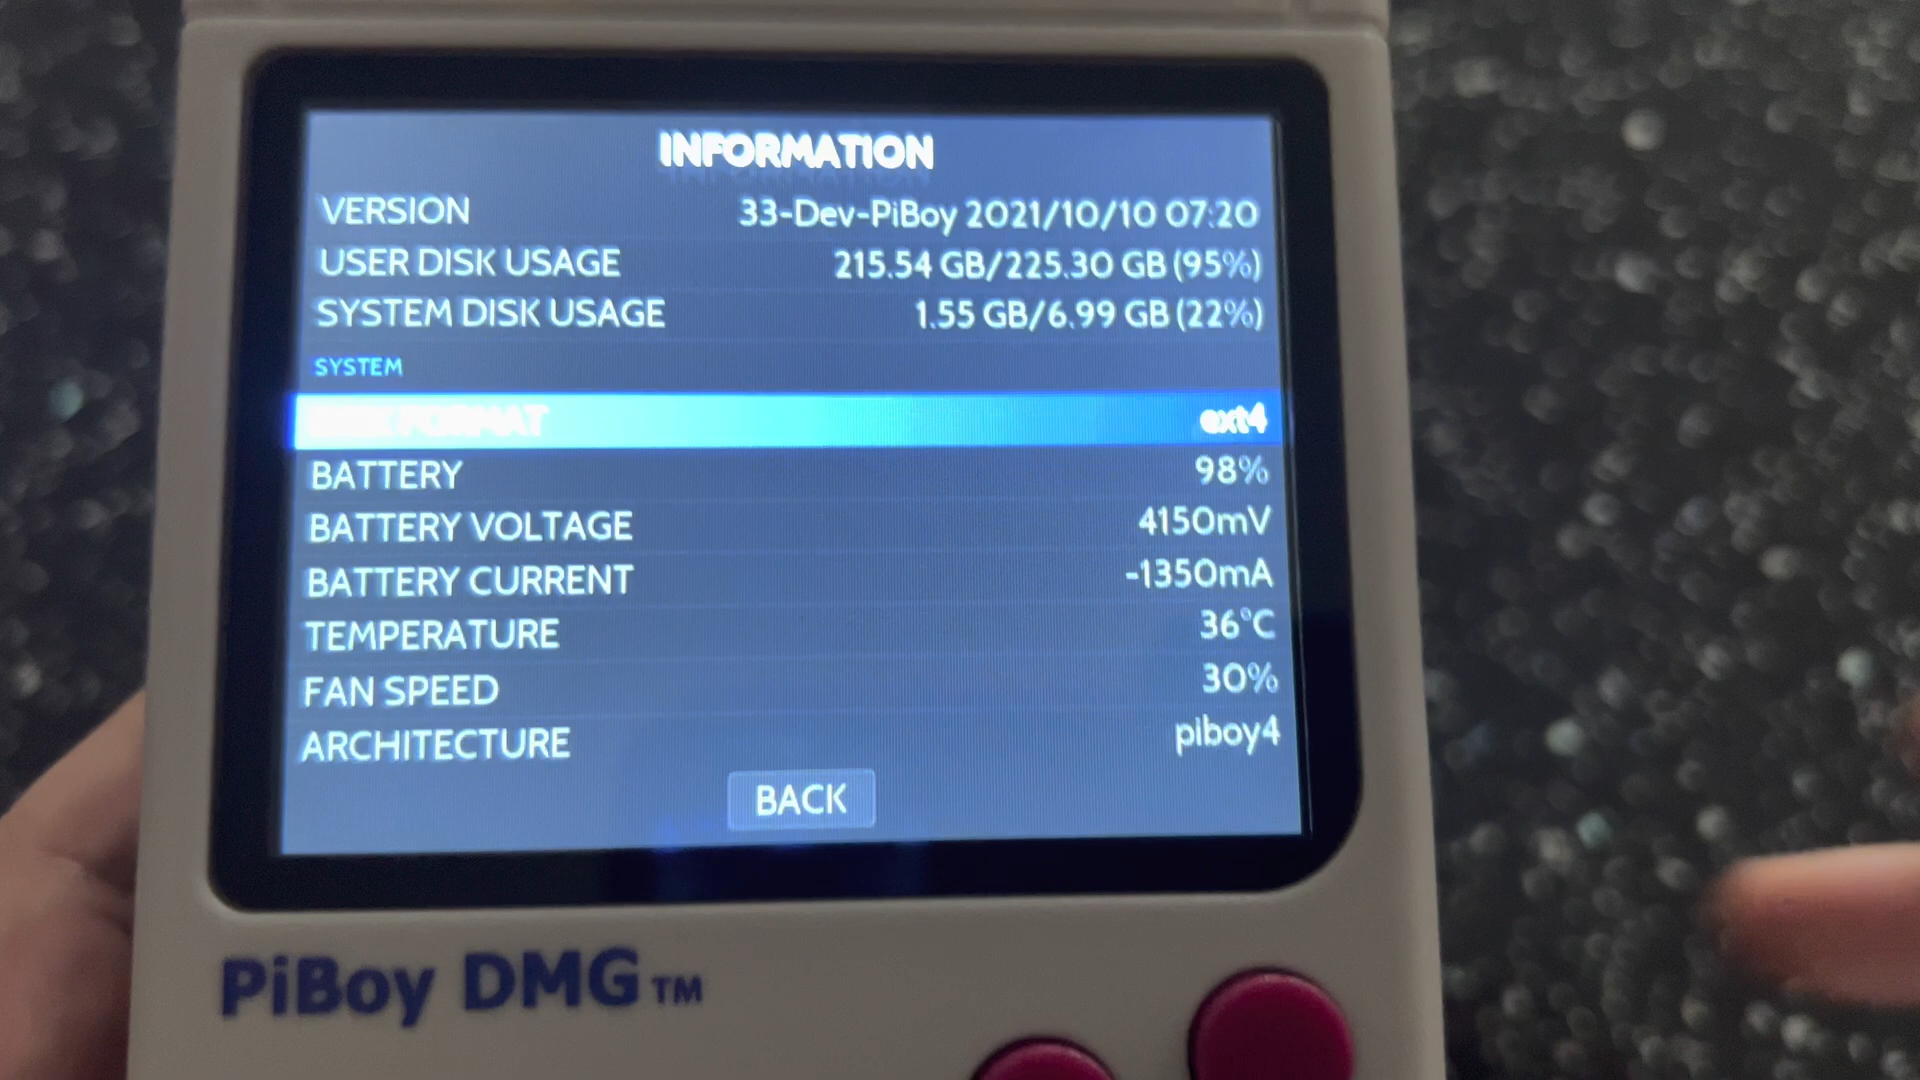 INFORMATION
VERSION 33-Dev-PiBoy 2021/10/10 07:20
USER DISK USAGE 215.54 GB/225.30 GB (95%)
SYSTEM DISK USAGE 1.55 GB/6.99 GB (22%)
SYSTEM
FORMAT ext4
BATTERY 98%
BATTERY VOLTAGE 4150mV
BATTERY CURRENT -1350mA
TEMPERATURE 36°C
FAN SPEED 30%
ARCHITECTURE piboy4
BACK
PiBoy DMG™